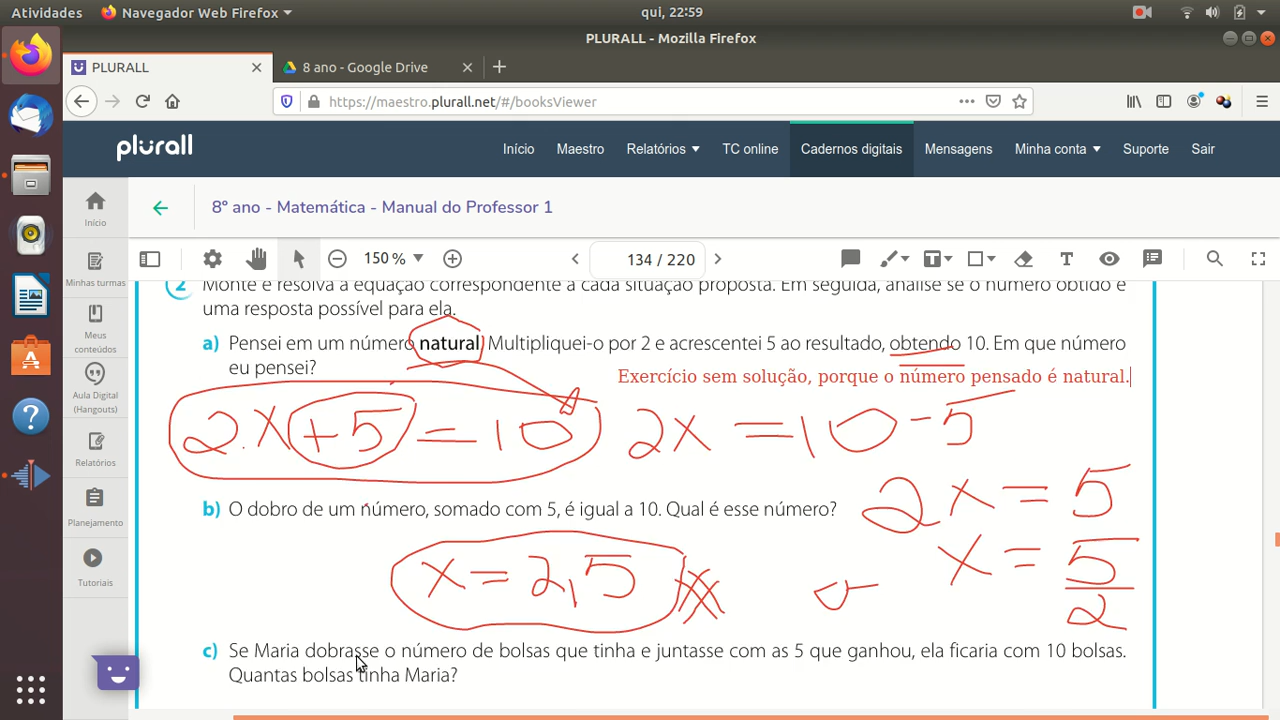 Atividades Navegador Web Firefox qui, 22:59
PLURALL - Mozilla Firefox
PLURALL 8 ano - Google Drive
https://maestro.plurall.net/#/booksViewer
plurall Início Maestro Relatórios TC online Cadernos digitais Mensagens Minha conta Suporte Sair
8º ano - Matemática - Manual do Professor 1
Início
Minhas turmas
Meus conteúdos
Aula Digital (Hangouts)
Relatórios
Planejamento
Tutoriais
150 % 134 / 220
2 Monte e resolva a equação correspondente a cada situação proposta. Em seguida, analise se o número obtido é
uma resposta possível para ela.
a) Pensei em um número natural. Multipliquei-o por 2 e acrescentei 5 ao resultado, obtendo 10. Em que número
eu pensei?
Exercício sem solução, porque o número pensado é natural.
2.x+5=10 2x=10-5
2x=5
b) O dobro de um número, somado com 5, é igual a 10. Qual é esse número?
x=5/2
x=2,5
c) Se Maria dobrasse o número de bolsas que tinha e juntasse com as 5 que ganhou, ela ficaria com 10 bolsas.
Quantas bolsas tinha Maria?